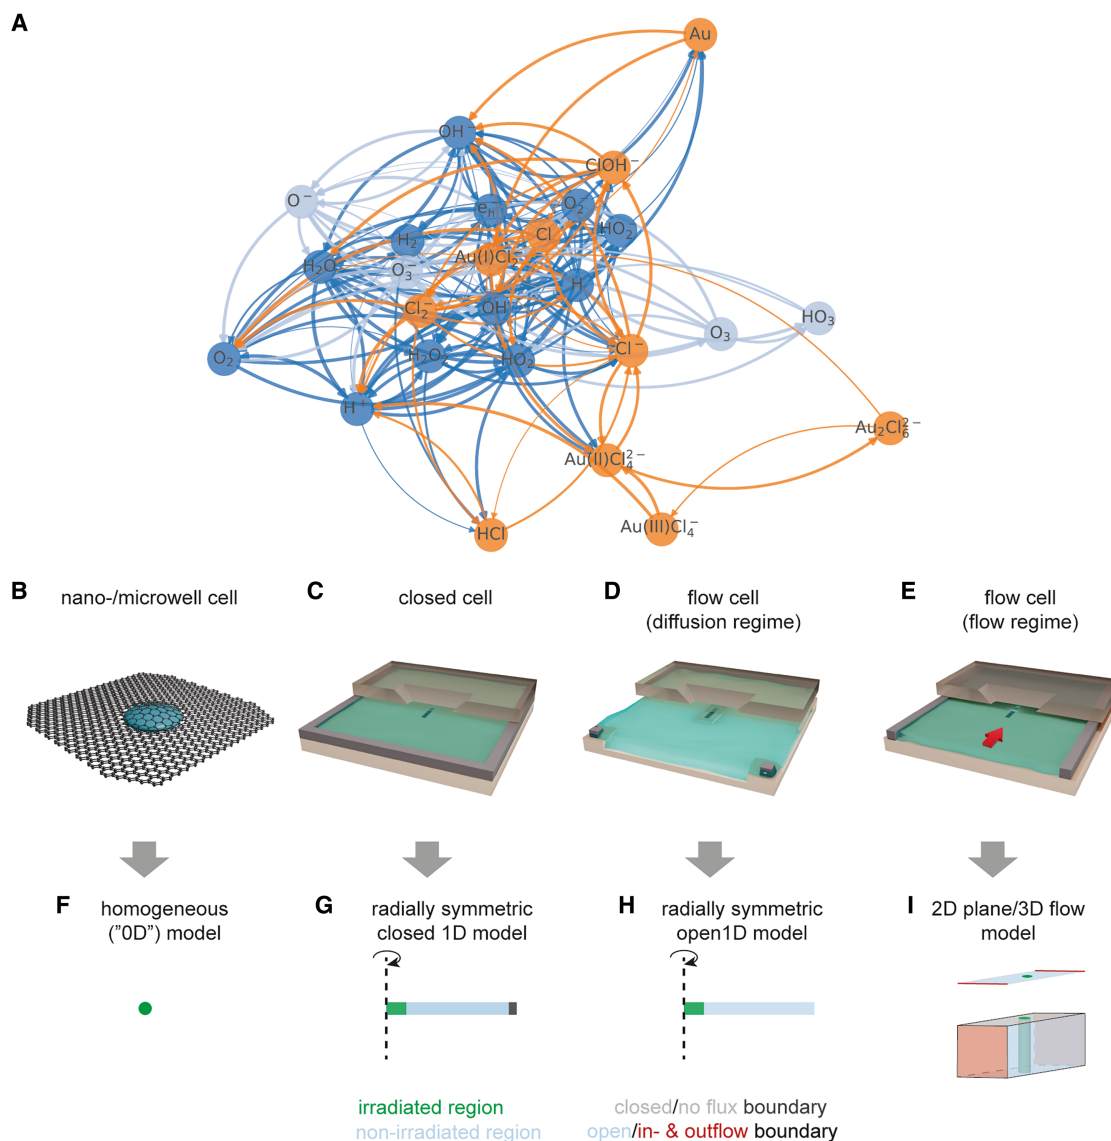 A
Au
OH⁻
ClOH⁻
O⁻
O₂⁻
eₕ⁻
HO₂⁻
Cl
H₂
Au(I)Cl₂⁻
H₂O
O₃⁻
H
Cl₂⁻
OH
HO₃
O₃
Cl⁻
O₂
H₂O
HO₂
H⁺
Au₂Cl₆²⁻
Au(II)Cl₄²⁻
Au(III)Cl₄⁻
HCl
B
nano-/microwell cell
C
closed cell
D
flow cell
(diffusion regime)
E
flow cell
(flow regime)
F
homogeneous
("0D") model
G
radially symmetric
closed 1D model
H
radially symmetric
open1D model
I
2D plane/3D flow
model
irradiated region
non-irradiated region
closed/no flux boundary
open/in- & outflow boundary